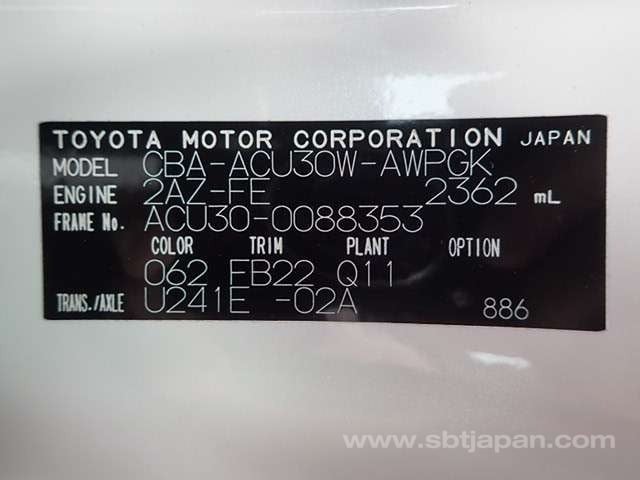 TOYOTA MOTOR CORPORATION JAPAN
MODEL CBA-ACU30W-AWPGK
ENGINE 2AZ-FE 2362 mL
FRAME No. ACU30-0088353
COLOR TRIM PLANT OPTION
062 FB22 Q11
TRANS./AXLE U241E -02A 886
www.sbtjapan.com